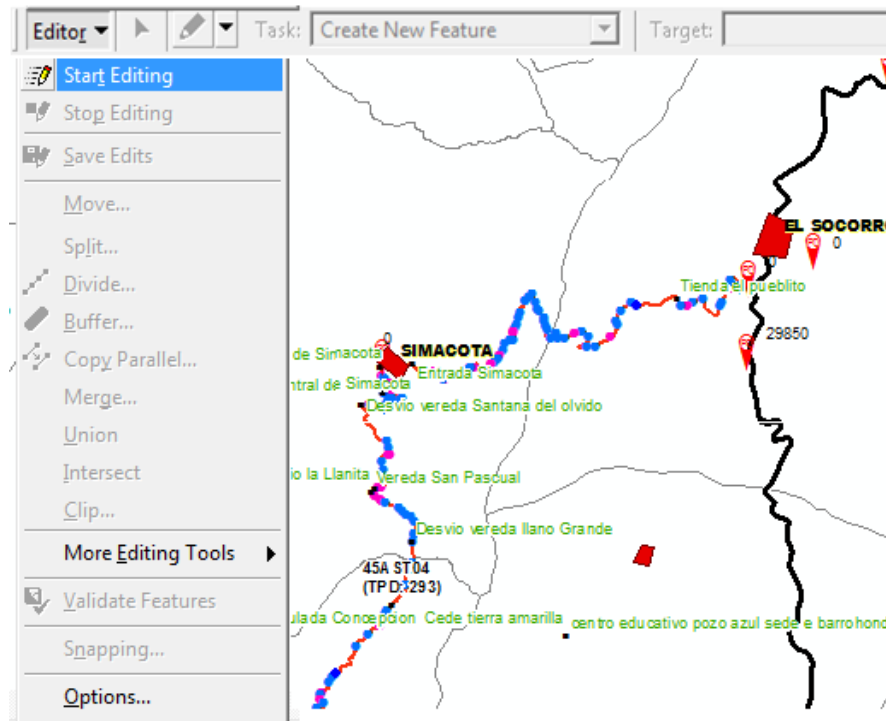 Editor Task: Create New Feature Target:
Start Editing
Stop Editing
Save Edits
Move...
Split...
Divide...
Buffer...
Copy Parallel...
Merge...
Union
Intersect
Clip...
More Editing Tools
Validate Features
Snapping...
Options...
EL SOCORRO
0
Tienda el pueblito
29850
0
SIMACOTA
de Simacota
Entrada Simacota
ntral de Simacota
Desvio vereda Santana del olvido
io la Llanita
Vereda San Pascual
Desvio vereda llano Grande
45A ST04
(TPD:-293)
ulada Concepcion Cede tierra amarilla
centro educativo pozo azul sede e barrohond